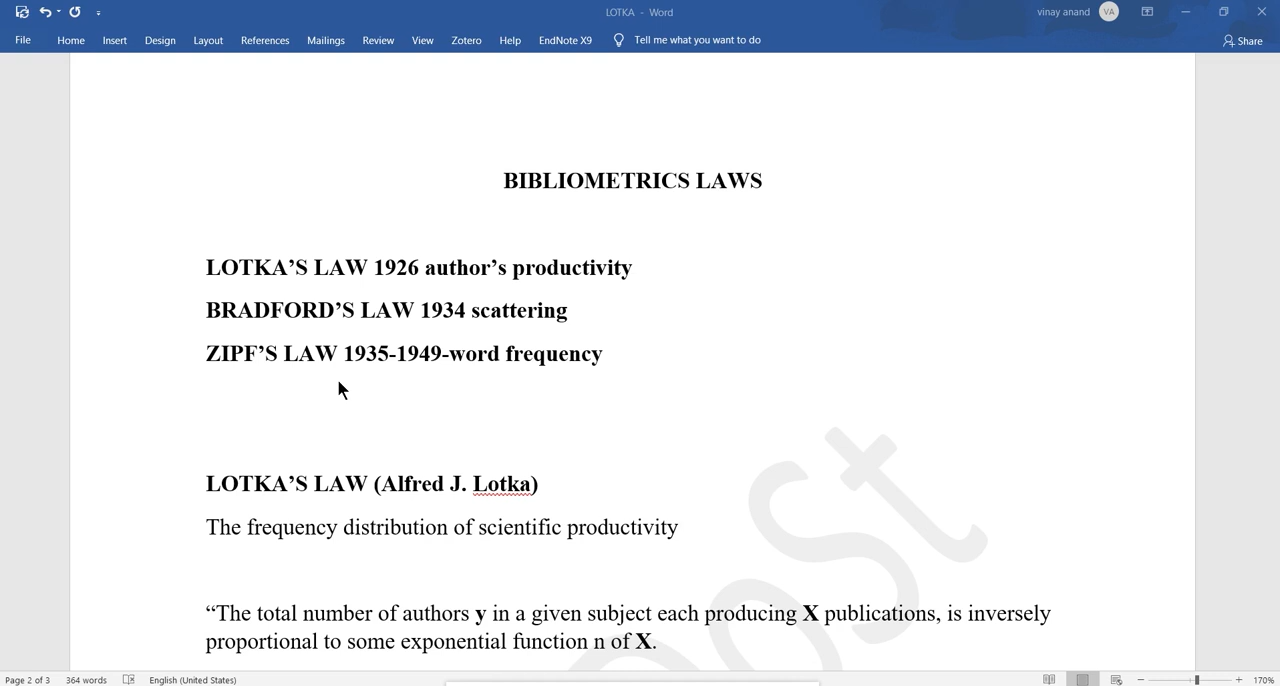 LOTKA - Word
vinay anand VA
File Home Insert Design Layout References Mailings Review View Zotero Help EndNote X9 Tell me what you want to do Share
BIBLIOMETRICS LAWS
LOTKA’S LAW 1926 author’s productivity
BRADFORD’S LAW 1934 scattering
ZIPF’S LAW 1935-1949-word frequency
LOTKA’S LAW (Alfred J. Lotka)
The frequency distribution of scientific productivity
“The total number of authors y in a given subject each producing X publications, is inversely
proportional to some exponential function n of X.
Page 2 of 3 364 words English (United States) 170%